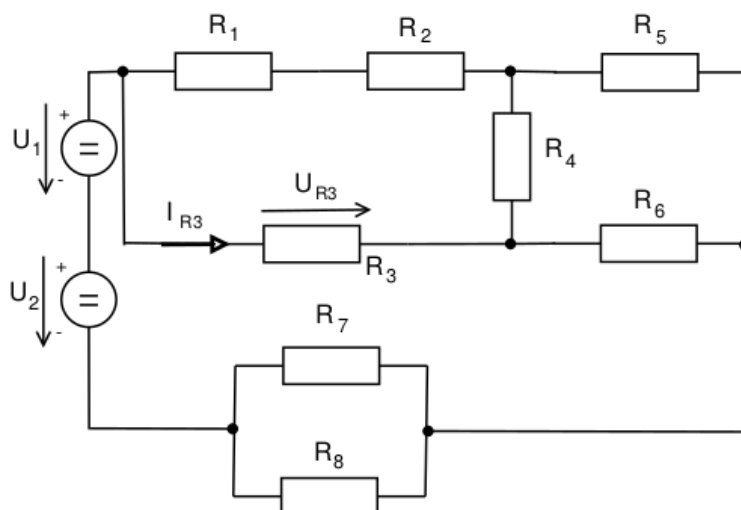 R1
R2
R5
+
U1
-
R4
IR3
UR3
R6
R3
+
U2
-
R7
R8